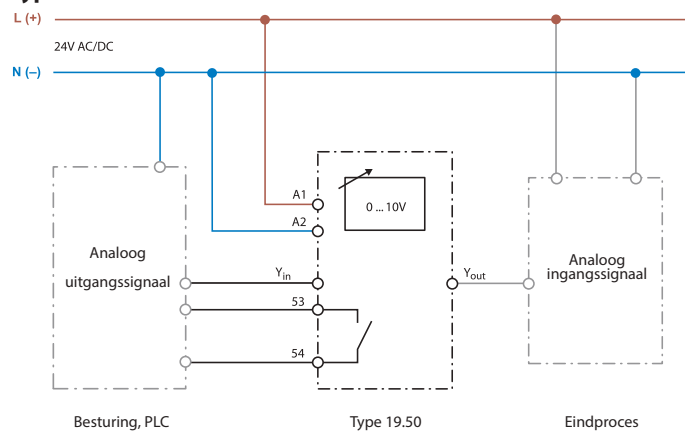 L (+)
24V AC/DC
N (–)
A1
0 ... 10V
A2
Analoog
uitgangssignaal
Analoog
ingangssignaal
Yin
Yout
53
54
Besturing, PLC
Type 19.50
Eindproces